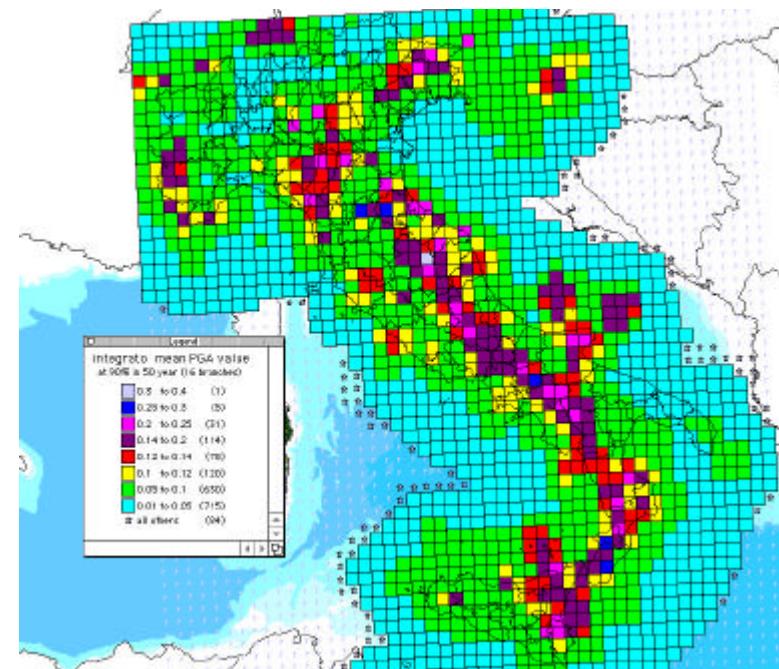 Legend
integrato mean PGA value
at 90% in 50 year (16 branches)
0.3 to 0.4 (1)
0.25 to 0.3 (5)
0.2 to 0.25 (31)
0.14 to 0.2 (114)
0.12 to 0.14 (78)
0.1 to 0.12 (120)
0.05 to 0.1 (630)
0.01 to 0.05 (715)
all others (94)